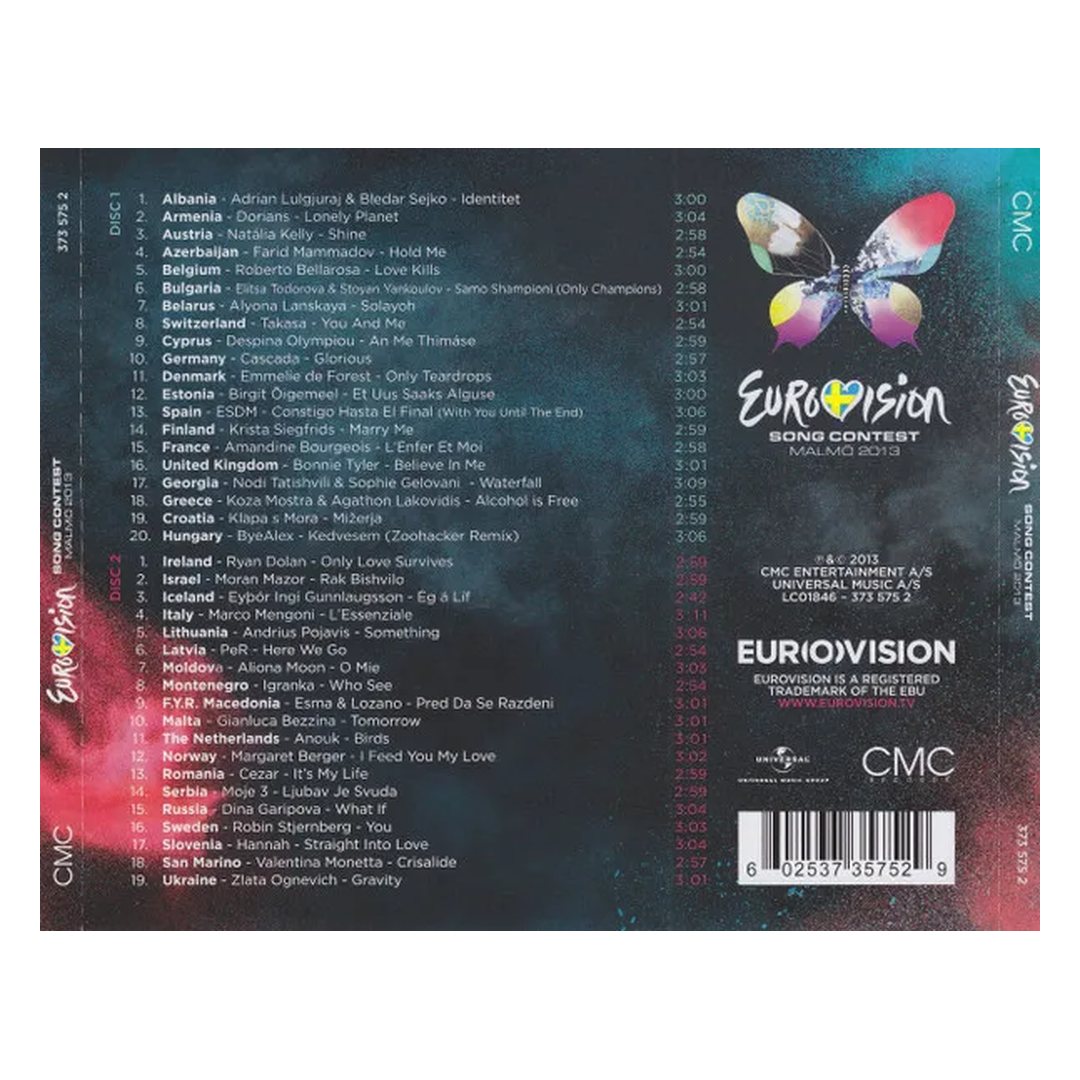 373 575 2
EUROVISION
SONG CONTEST
MALMÖ 2013
CMC
DISC 1
1. Albania - Adrian Lulgjuraj & Bledar Sejko - Identitet 3:00
2. Armenia - Dorians - Lonely Planet 3:04
3. Austria - Natália Kelly - Shine 2:58
4. Azerbaijan - Farid Mammadov - Hold Me 2:54
5. Belgium - Roberto Bellarosa - Love Kills 3:00
6. Bulgaria - Elitsa Todorova & Stoyan Yankoulov - Samo Shampioni (Only Champions) 2:58
7. Belarus - Alyona Lanskaya - Solayoh 3:01
8. Switzerland - Takasa - You And Me 2:54
9. Cyprus - Despina Olympiou - An Me Thimáse 2:59
10. Germany - Cascada - Glorious 2:57
11. Denmark - Emmelie de Forest - Only Teardrops 3:03
12. Estonia - Birgit Õigemeel - Et Uus Saaks Alguse 3:00
13. Spain - ESDM - Constigo Hasta El Final (With You Until The End) 3:06
14. Finland - Krista Siegfrids - Marry Me 2:59
15. France - Amandine Bourgeois - L'Enfer Et Moi 2:58
16. United Kingdom - Bonnie Tyler - Believe In Me 3:01
17. Georgia - Nodi Tatishvili & Sophie Gelovani - Waterfall 3:09
18. Greece - Koza Mostra & Agathon Lakovidis - Alcohol is Free 2:55
19. Croatia - Klapa s Mora - Mižerja 2:59
20. Hungary - ByeAlex - Kedvesem (Zoohacker Remix) 3:06
DISC 2
1. Ireland - Ryan Dolan - Only Love Survives 2:59
2. Israel - Moran Mazor - Rak Bishvilo 2:59
3. Iceland - Eyþór Ingi Gunnlaugsson - Eg á Líf 2:42
4. Italy - Marco Mengoni - L'Essenziale 3:11
5. Lithuania - Andrius Pojavis - Something 3:06
6. Latvia - PeR - Here We Go 2:54
7. Moldova - Aliona Moon - O Mie 3:03
8. Montenegro - Igranka - Who See 2:54
9. F.Y.R. Macedonia - Esma & Lozano - Pred Da Se Razdeni 3:01
10. Malta - Gianluca Bezzina - Tomorrow 3:01
11. The Netherlands - Anouk - Birds 3:01
12. Norway - Margaret Berger - I Feed You My Love 3:02
13. Romania - Cezar - It's My Life 2:59
14. Serbia - Moje 3 - Ljubav Je Svuda 2:59
15. Russia - Dina Garipova - What If 3:04
16. Sweden - Robin Stjernberg - You 3:03
17. Slovenia - Hannah - Straight Into Love 3:04
18. San Marino - Valentina Monetta - Crisalide 2:57
19. Ukraine - Zlata Ognevich - Gravity 3:01
EUROVISION
SONG CONTEST
MALMÖ 2013
℗&© 2013
CMC ENTERTAINMENT A/S
UNIVERSAL MUSIC A/S
LC01846 - 373 575 2
EUR(O)VISION
EUROVISION IS A REGISTERED
TRADEMARK OF THE EBU
WWW.EUROVISION.TV
UNIVERSAL
UNIVERSAL MUSIC GROUP
CMC
RECORDS
6 02537 35752 9
CMC
EUROVISION
SONG CONTEST
MALMÖ 2013
373 575 2